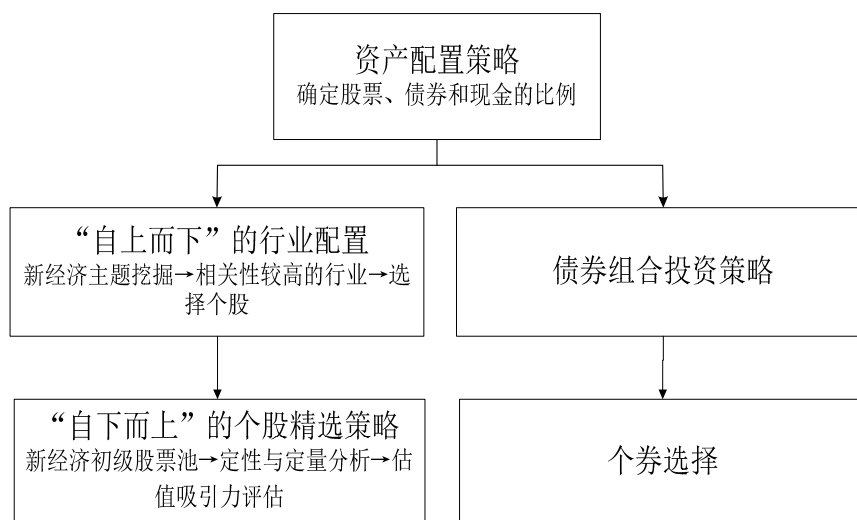 资产配置策略
确定股票、债券和现金的比例
“自上而下”的行业配置
新经济主题挖掘→相关性较高的行业→选
择个股
债券组合投资策略
“自下而上”的个股精选策略
新经济初级股票池→定性与定量分析→估
值吸引力评估
个券选择